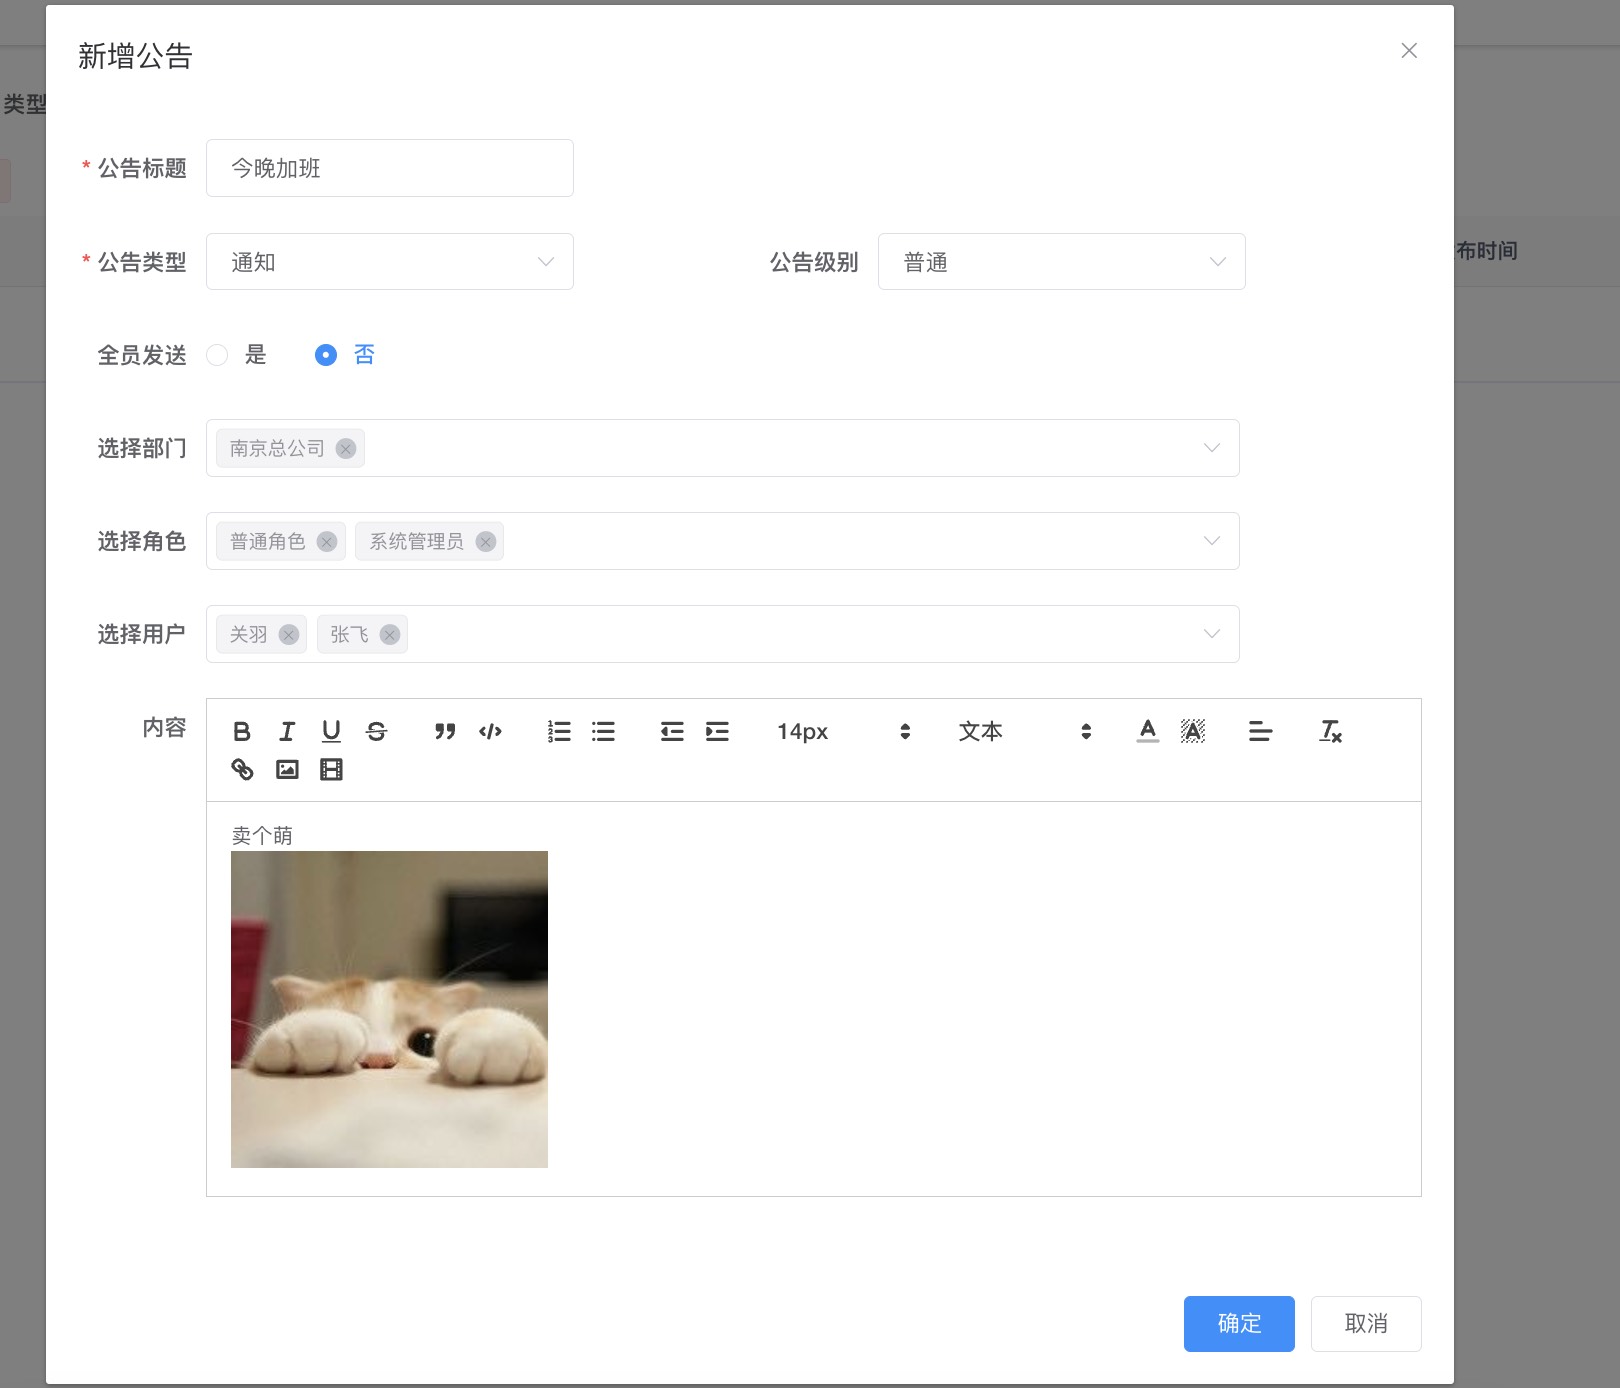 新增公告
类型
* 公告标题 今晚加班
* 公告类型 通知 公告级别 普通
布时间
全员发送 是 否
选择部门 南京总公司
选择角色 普通角色 系统管理员
选择用户 关羽 张飞
内容 14px 文本
卖个萌
确定 取消